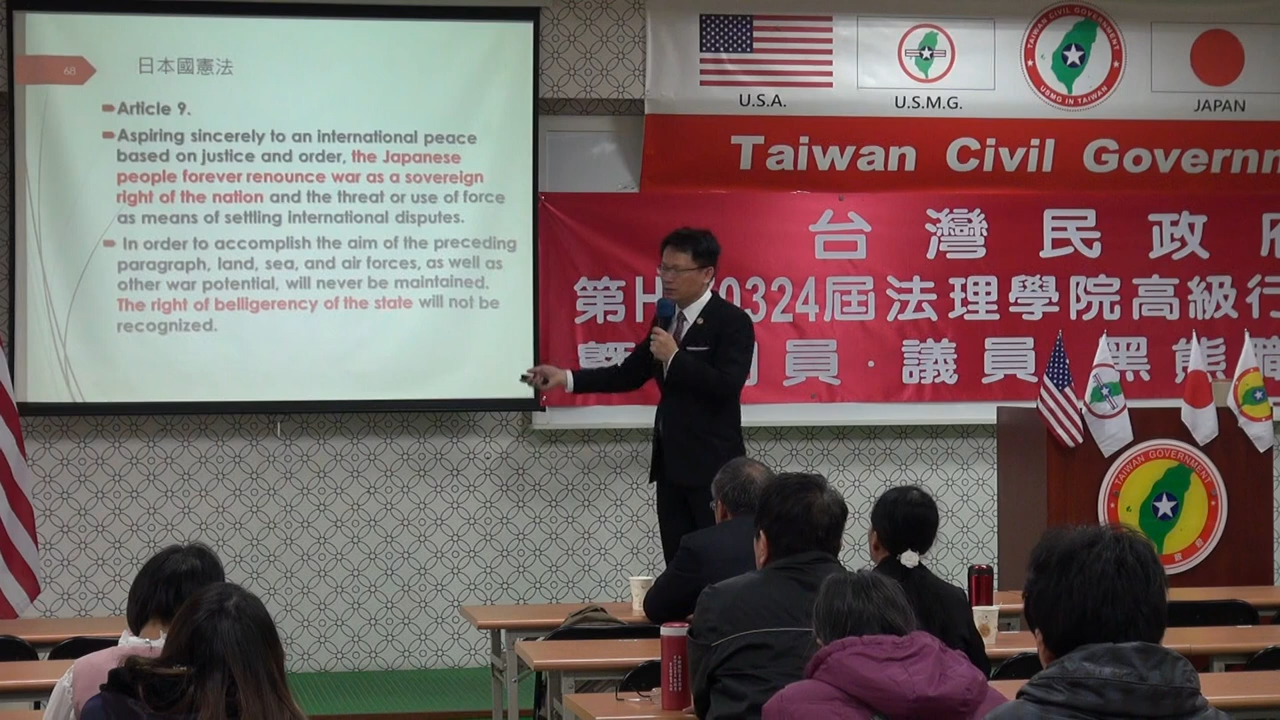 68
日本國憲法
Article 9.
Aspiring sincerely to an international peace
based on justice and order, the Japanese
people forever renounce war as a sovereign
right of the nation and the threat or use of force
as means of settling international disputes.
In order to accomplish the aim of the preceding
paragraph, land, sea, and air forces, as well as
other war potential, will never be maintained.
The right of belligerency of the state will not be
recognized.
U.S.A.
U.S.M.G.
TAIWAN CIVIL GOVERNMENT
USMG IN TAIWAN
JAPAN
Taiwan Civil Governm
台灣民政府
0324屆法理學院高級行
員·議員 黑熊職
TAIWAN GOVERNMENT